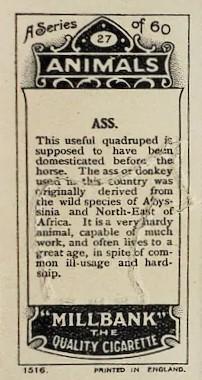 A Series of 60
27
ANIMALS
ASS.
This useful quadruped is
supposed to have been
domesticated before the
horse. The ass or donkey
used in this country was
originally derived from
the wild species of Abys-
sinia and North-East of
Africa. It is a very hardy
animal, capable of much
work, and often lives to a
great age, in spite of com-
mon ill-usage and hard-
ship.
"MILLBANK"
THE
QUALITY CIGARETTE
1516. PRINTED IN ENGLAND.